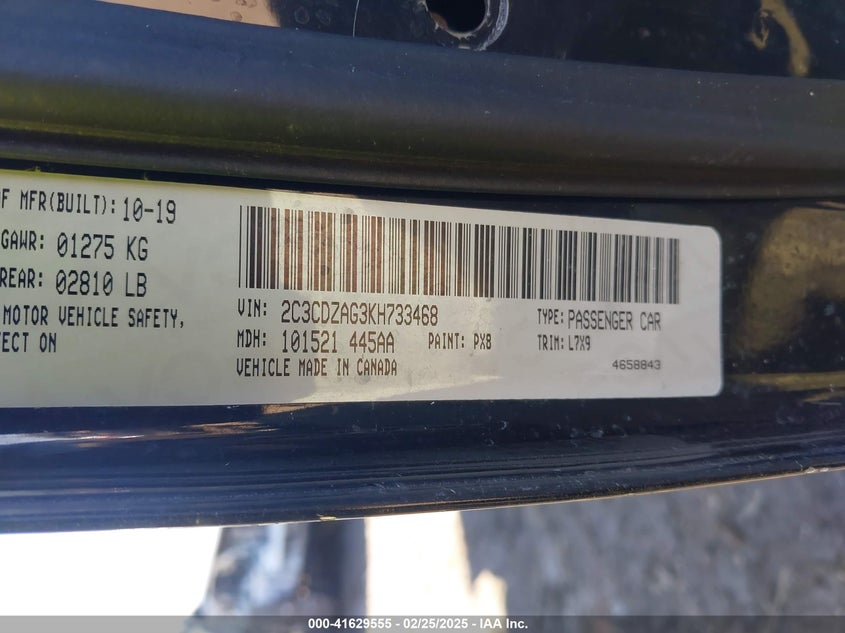 OF MFR(BUILT): 10-19
GAWR: 01275 KG
REAR: 02810 LB
MOTOR VEHICLE SAFETY,
ON
VIN: 2C3CDZAG3KH733468 TYPE: PASSENGER CAR
MDH: 101521 445AA PAINT: PX8 TRIM: L7X9
VEHICLE MADE IN CANADA 4658843
000-41629555 - 02/25/2025 - IAA Inc.